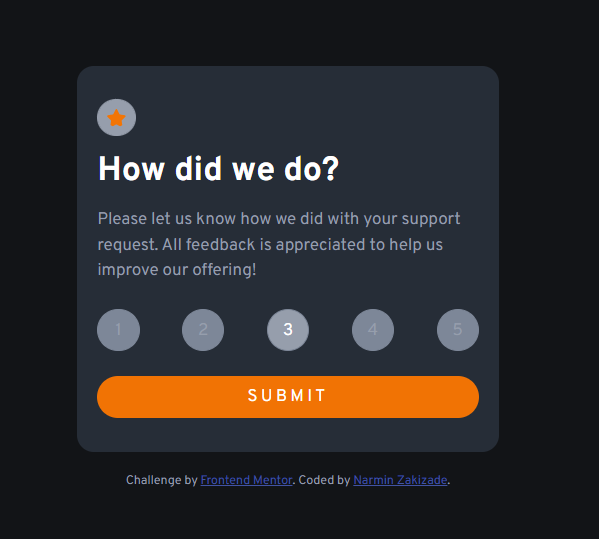 How did we do?
Please let us know how we did with your support
request. All feedback is appreciated to help us
improve our offering!
1 2 3 4 5
SUBMIT
Challenge by Frontend Mentor. Coded by Narmin Zakizade.